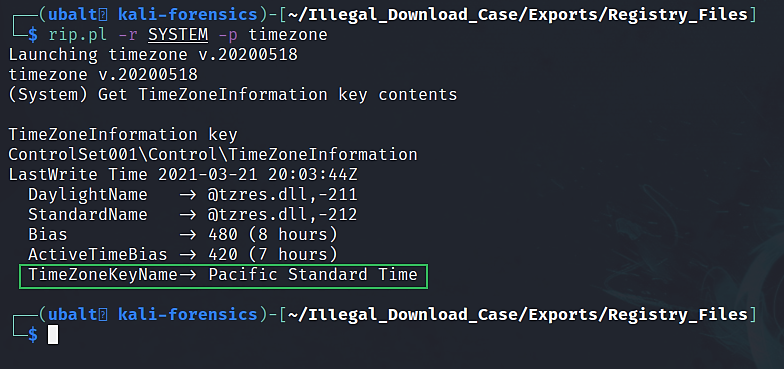 ┌──(ubalt㉿ kali-forensics)-[~/Illegal_Download_Case/Exports/Registry_Files]
└─$ rip.pl -r SYSTEM -p timezone
Launching timezone v.20200518
timezone v.20200518
(System) Get TimeZoneInformation key contents

TimeZoneInformation key
ControlSet001\Control\TimeZoneInformation
LastWrite Time 2021-03-21 20:03:44Z
  DaylightName   -> @tzres.dll,-211
  StandardName   -> @tzres.dll,-212
  Bias           -> 480 (8 hours)
  ActiveTimeBias -> 420 (7 hours)
  TimeZoneKeyName-> Pacific Standard Time

┌──(ubalt㉿ kali-forensics)-[~/Illegal_Download_Case/Exports/Registry_Files]
└─$